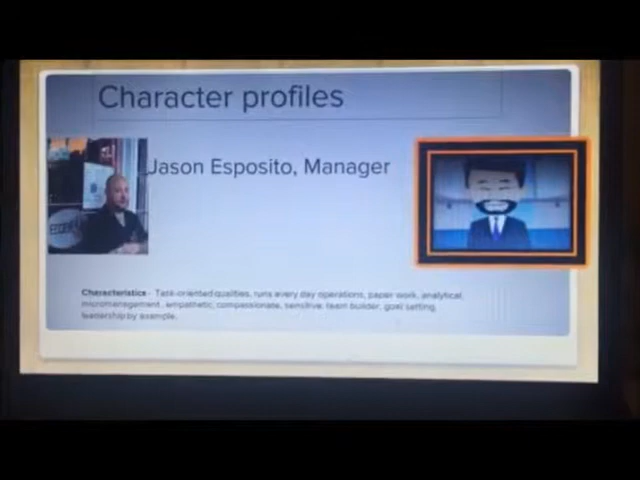 Character profiles
Jason Esposito, Manager
Characteristics - Task-oriented qualities, runs every day operations, paper work, analytical,
micromanagement, empathetic, compassionate, sensitive, team builder, goal setting,
leadership by example.